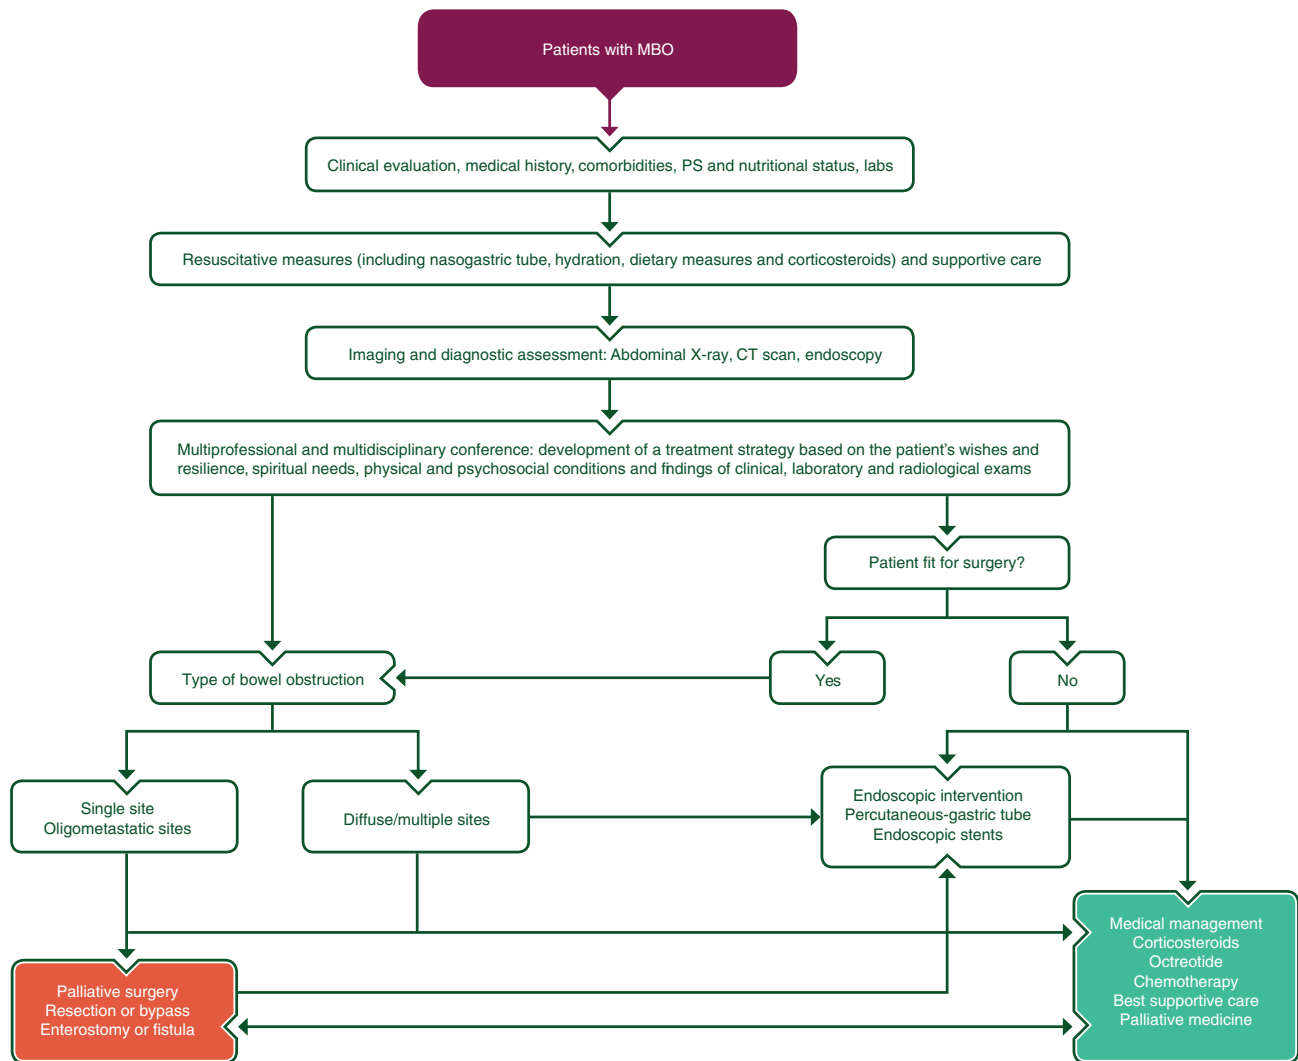 Patients with MBO
Clinical evaluation, medical history, comorbidities, PS and nutritional status, labs
Resuscitative measures (including nasogastric tube, hydration, dietary measures and corticosteroids) and supportive care
Imaging and diagnostic assessment: Abdominal X-ray, CT scan, endoscopy
Multiprofessional and multidisciplinary conference: development of a treatment strategy based on the patient's wishes and
resilience, spiritual needs, physical and psychosocial conditions and findings of clinical, laboratory and radiological exams
Patient fit for surgery?
Type of bowel obstruction
Yes
No
Single site
Oligometastatic sites
Diffuse/multiple sites
Endoscopic intervention
Percutaneous-gastric tube
Endoscopic stents
Palliative surgery
Resection or bypass
Enterostomy or fistula
Medical management
Corticosteroids
Octreotide
Chemotherapy
Best supportive care
Palliative medicine